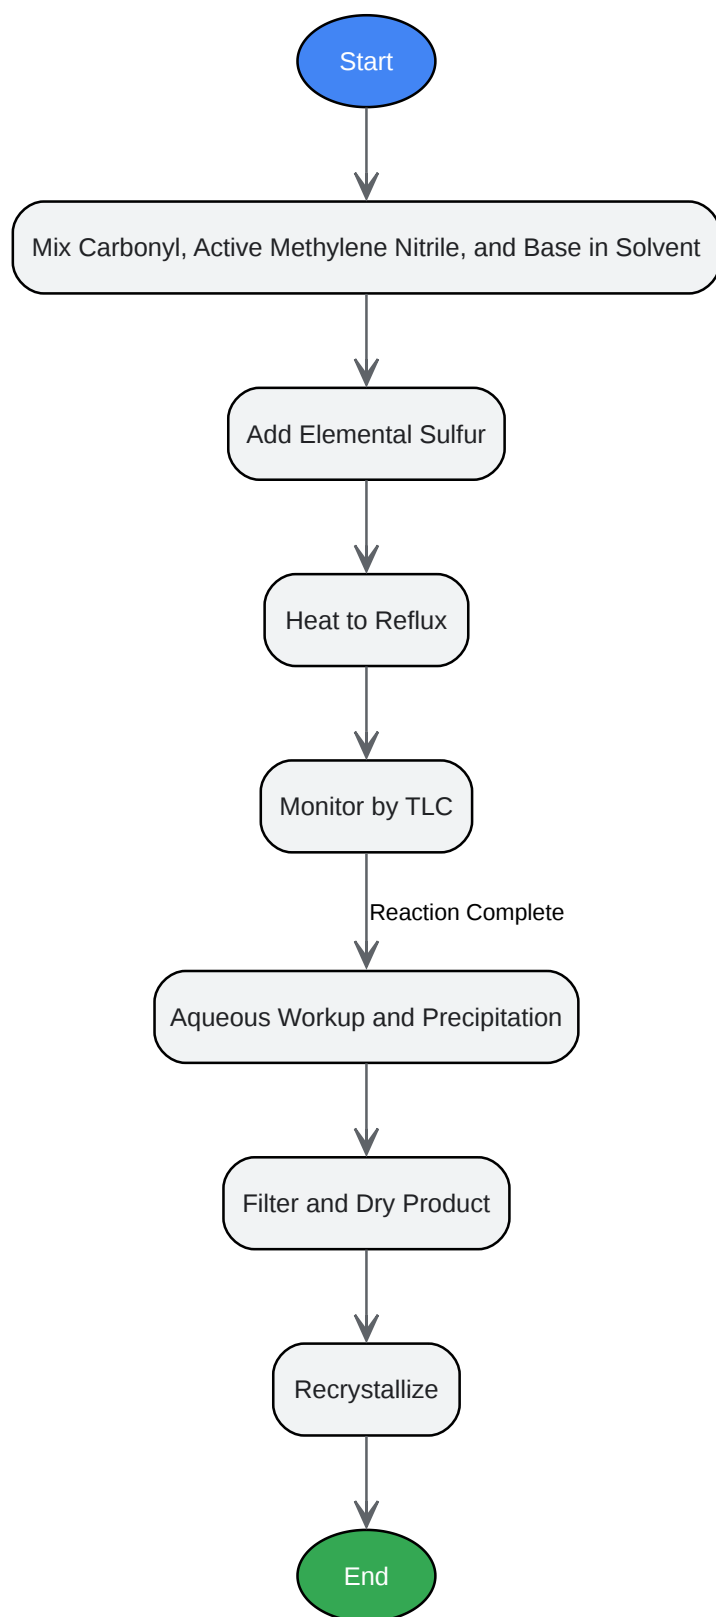 Start
Mix Carbonyl, Active Methylene Nitrile, and Base in Solvent
Add Elemental Sulfur
Heat to Reflux
Monitor by TLC
Reaction Complete
Aqueous Workup and Precipitation
Filter and Dry Product
Recrystallize
End